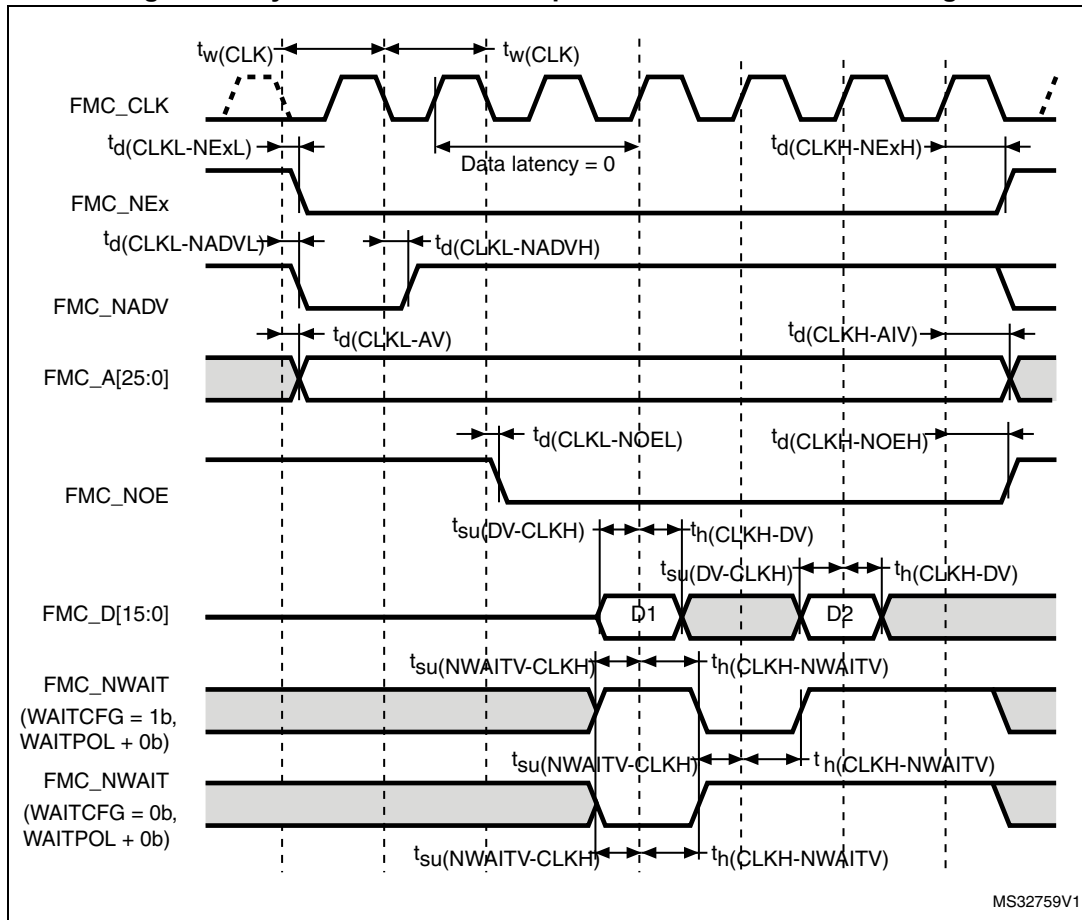 tw(CLK)
tw(CLK)
FMC_CLK
td(CLKL-NExL)
Data latency = 0
td(CLKH-NExH)
FMC_NEx
td(CLKL-NADVL)
td(CLKL-NADVH)
FMC_NADV
td(CLKL-AV)
td(CLKH-AIV)
FMC_A[25:0]
td(CLKL-NOEL)
td(CLKH-NOEH)
FMC_NOE
tsu(DV-CLKH)
th(CLKH-DV)
tsu(DV-CLKH)
th(CLKH-DV)
FMC_D[15:0]
D1
D2
tsu(NWAITV-CLKH)
th(CLKH-NWAITV)
FMC_NWAIT
(WAITCFG = 1b,
WAITPOL + 0b)
tsu(NWAITV-CLKH)
th(CLKH-NWAITV)
FMC_NWAIT
(WAITCFG = 0b,
WAITPOL + 0b)
tsu(NWAITV-CLKH)
th(CLKH-NWAITV)
MS32759V1